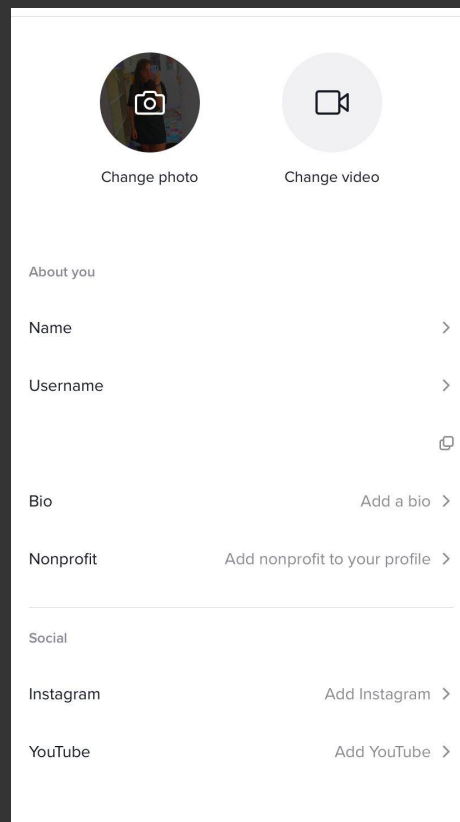 Change photo Change video
About you
Name
Username
Bio Add a bio
Nonprofit Add nonprofit to your profile
Social
Instagram Add Instagram
YouTube Add YouTube